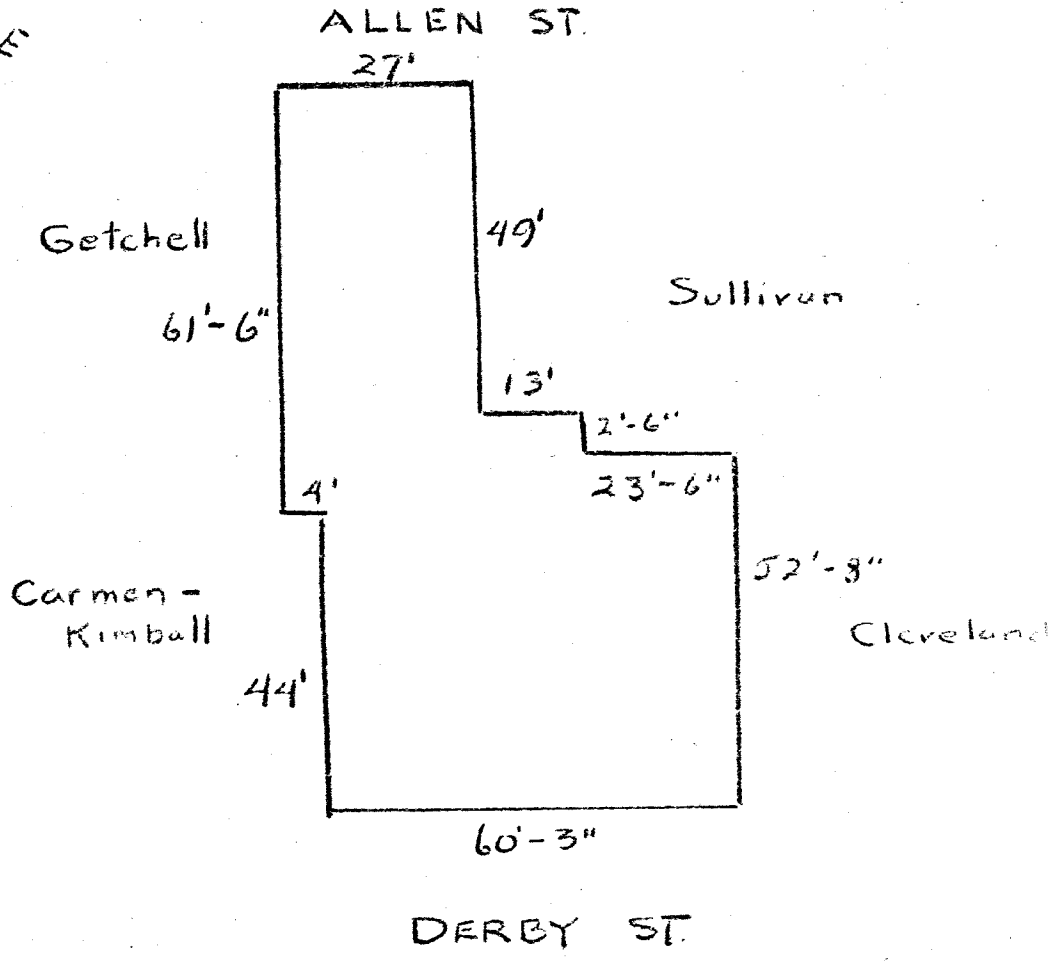 E
ALLEN ST.
27'
Getchell
49'
Sullivan
61'-6"
13'
2'-6"
23'-6"
4'
52'-8"
Carmen -
Kimball
Cleveland
44'
60'-3"
DERBY ST.